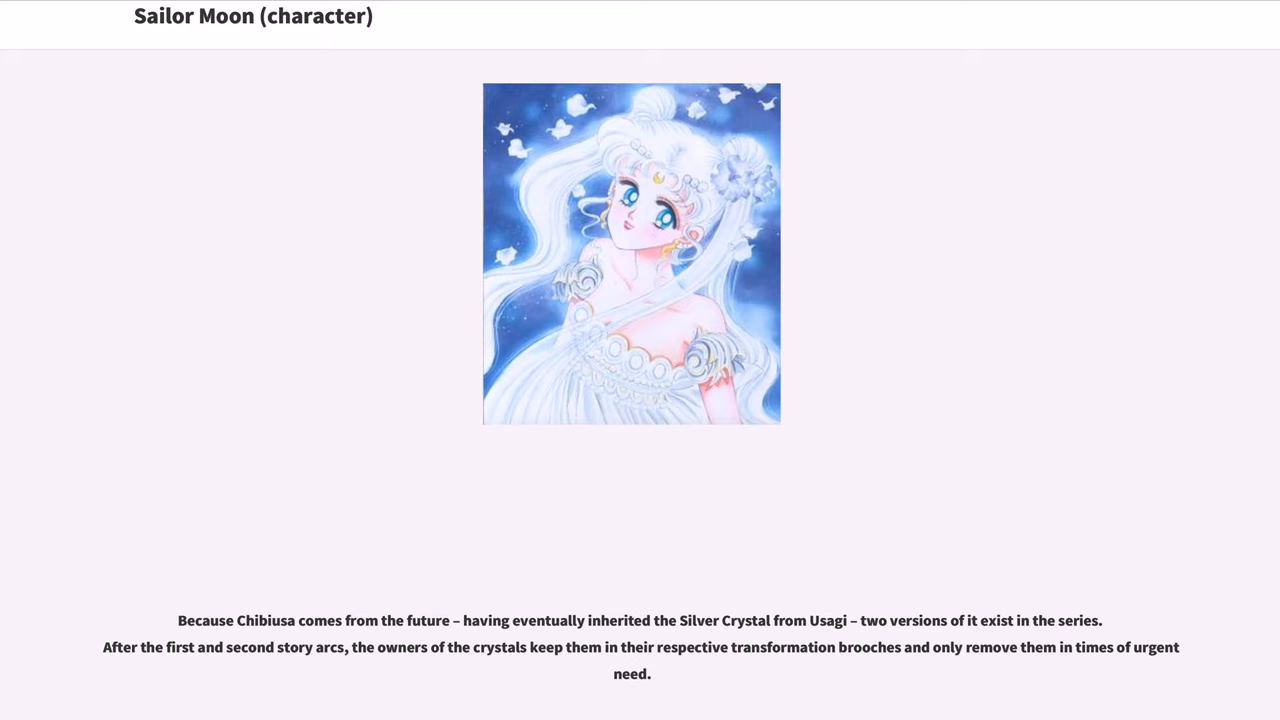 Sailor Moon (character)
Because Chibiusa comes from the future – having eventually inherited the Silver Crystal from Usagi – two versions of it exist in the series.
After the first and second story arcs, the owners of the crystals keep them in their respective transformation brooches and only remove them in times of urgent
need.